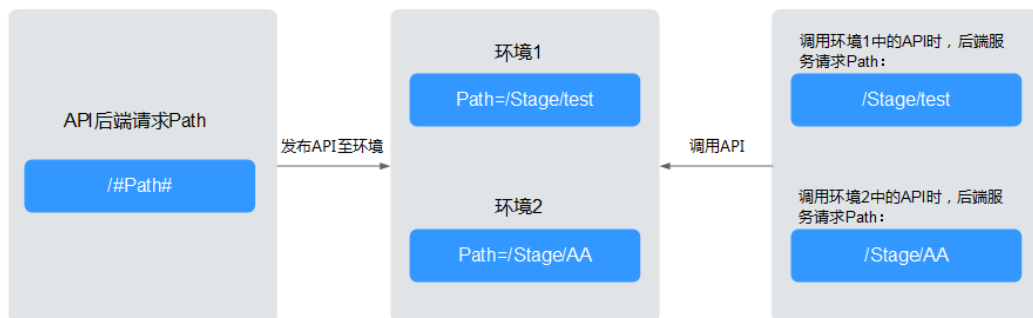 API后端请求Path
/#Path#
发布API至环境
环境1
Path=/Stage/test
环境2
Path=/Stage/AA
调用API
调用环境1中的API时，后端服
务请求Path：
/Stage/test
调用环境2中的API时，后端服
务请求Path：
/Stage/AA